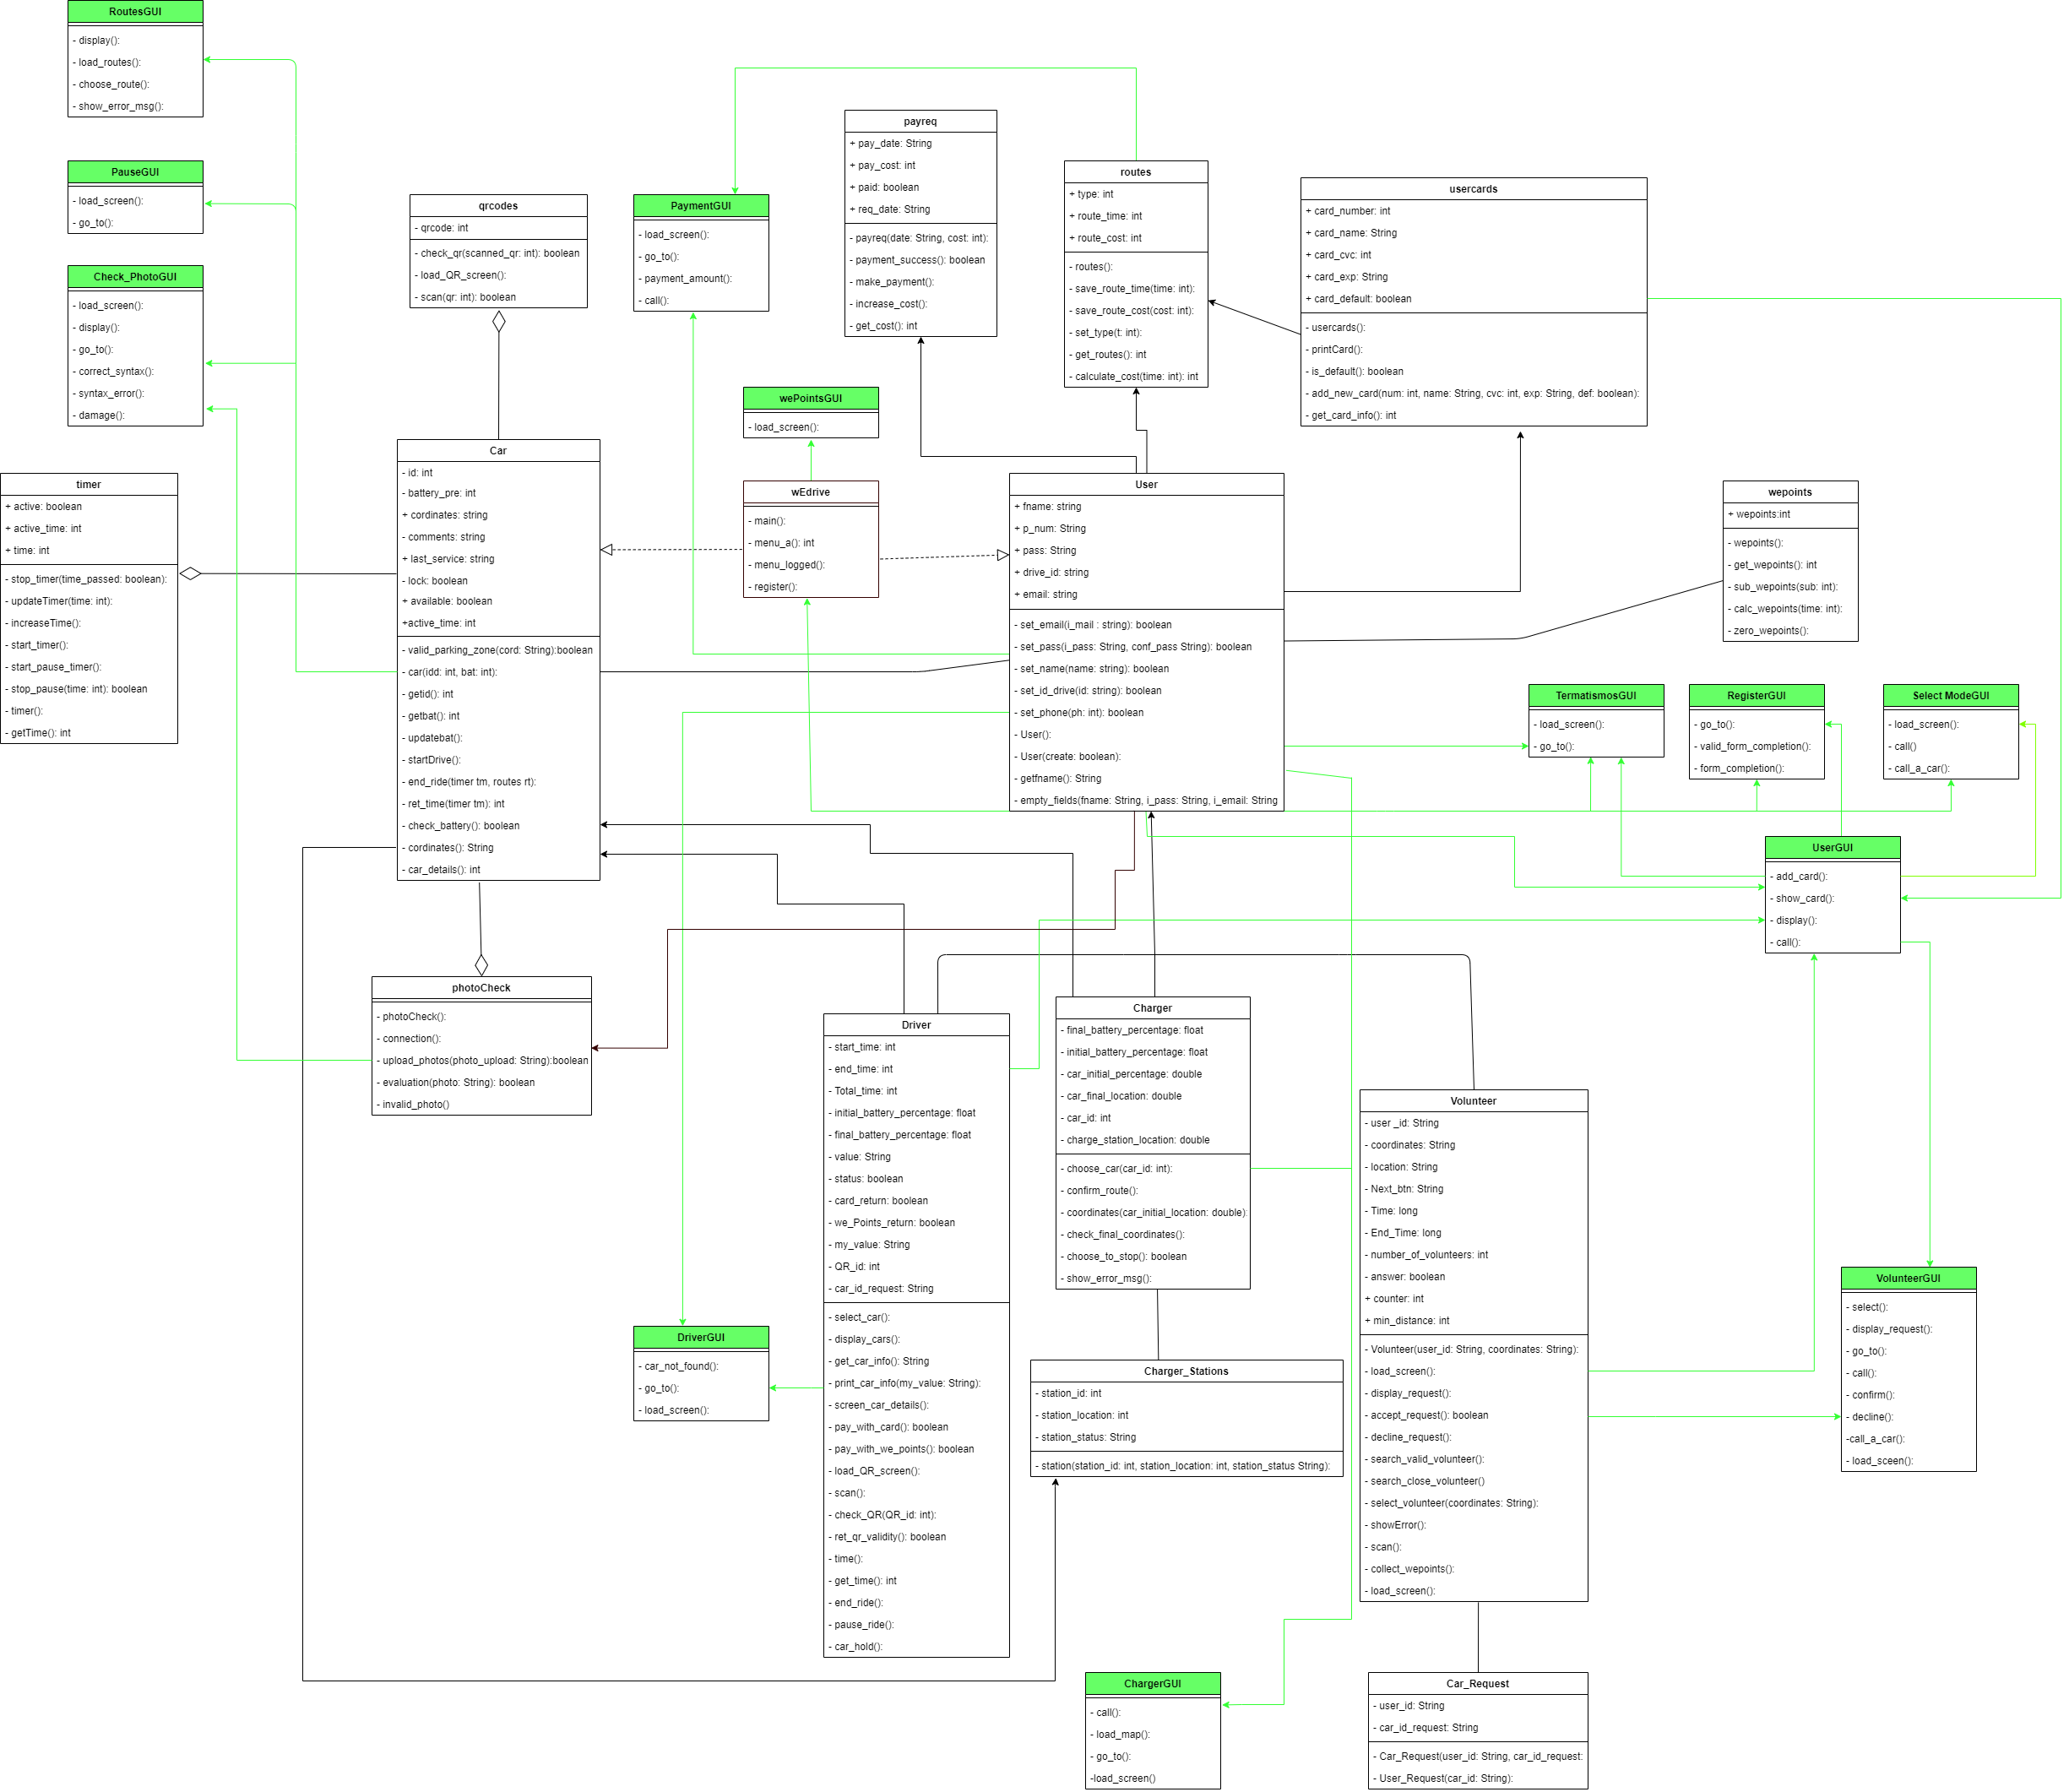 RoutesGUI
- display():
- load_routes():
- choose_route():
- show_error_msg():
PauseGUI
- load_screen():
- go_to():
Check_PhotoGUI
- load_screen():
- display():
- go_to():
- correct_syntax():
- syntax_error():
- damage():
timer
+ active: boolean
+ active_time: int
+ time: int
- stop_timer(time_passed: boolean):
- updateTimer(time: int):
- increaseTime():
- start_timer():
- start_pause_timer():
- stop_pause(time: int): boolean
- timer():
- getTime(): int
qrcodes
- qrcode: int
- check_qr(scanned_qr: int): boolean
- load_QR_screen():
- scan(qr: int): boolean
Car
- id: int
- battery_pre: int
+ cordinates: string
- comments: string
+ last_service: string
- lock: boolean
+ available: boolean
+active_time: int
- valid_parking_zone(cord: String):boolean
- car(idd: int, bat: int):
- getid(): int
- getbat(): int
- updatebat():
- startDrive():
- end_ride(timer tm, routes rt):
- ret_time(timer tm): int
- check_battery(): boolean
- cordinates(): String
- car_details(): int
photoCheck
- photoCheck():
- connection():
- upload_photos(photo_upload: String):boolean
- evaluation(photo: String): boolean
- invalid_photo()
PaymentGUI
- load_screen():
- go_to():
- payment_amount():
- call():
wePointsGUI
- load_screen():
wEdrive
- main():
- menu_a(): int
- menu_logged():
- register():
payreq
+ pay_date: String
+ pay_cost: int
+ paid: boolean
+ req_date: String
- payreq(date: String, cost: int):
- payment_success(): boolean
- make_payment():
- increase_cost():
- get_cost(): int
routes
+ type: int
+ route_time: int
+ route_cost: int
- routes():
- save_route_time(time: int):
- save_route_cost(cost: int):
- set_type(t: int):
- get_routes(): int
- calculate_cost(time: int): int
usercards
+ card_number: int
+ card_name: String
+ card_cvc: int
+ card_exp: String
+ card_default: boolean
- usercards():
- printCard():
- is_default(): boolean
- add_new_card(num: int, name: String, cvc: int, exp: String, def: boolean):
- get_card_info(): int
User
+ fname: string
+ p_num: String
+ pass: String
+ drive_id: string
+ email: string
- set_email(i_mail : string): boolean
- set_pass(i_pass: String, conf_pass String): boolean
- set_name(name: string): boolean
- set_id_drive(id: string): boolean
- set_phone(ph: int): boolean
- User():
- User(create: boolean):
- getfname(): String
- empty_fields(fname: String, i_pass: String, i_email: String
wepoints
+ wepoints:int
- wepoints():
- get_wepoints(): int
- sub_wepoints(sub: int):
- calc_wepoints(time: int):
- zero_wepoints():
TermatismosGUI
- load_screen():
- go_to():
RegisterGUI
- go_to():
- valid_form_completion():
- form_completion():
Select ModeGUI
- load_screen():
- call()
- call_a_car():
UserGUI
- add_card():
- show_card():
- display():
- call():
Driver
- start_time: int
- end_time: int
- Total_time: int
- initial_battery_percentage: float
- final_battery_percentage: float
- value: String
- status: boolean
- card_return: boolean
- we_Points_return: boolean
- my_value: String
- QR_id: int
- car_id_request: String
- select_car():
- display_cars():
- get_car_info(): String
- print_car_info(my_value: String):
- screen_car_details():
- pay_with_card(): boolean
- pay_with_we_points(): boolean
- load_QR_screen():
- scan():
- check_QR(QR_id: int):
- ret_qr_validity(): boolean
- time():
- get_time(): int
- end_ride():
- pause_ride():
- car_hold():
Charger
- final_battery_percentage: float
- initial_battery_percentage: float
- car_initial_percentage: double
- car_final_location: double
- car_id: int
- charge_station_location: double
- choose_car(car_id: int):
- confirm_route():
- coordinates(car_initial_location: double):
- check_final_coordinates():
- choose_to_stop(): boolean
- show_error_msg():
Volunteer
- user _id: String
- coordinates: String
- location: String
- Next_btn: String
- Time: long
- End_Time: long
- number_of_volunteers: int
- answer: boolean
+ counter: int
+ min_distance: int
- Volunteer(user_id: String, coordinates: String):
- load_screen():
- display_request():
- accept_request(): boolean
- decline_request():
- search_valid_volunteer():
- search_close_volunteer()
- select_volunteer(coordinates: String):
- showError():
- scan():
- collect_wepoints():
- load_screen():
VolunteerGUI
- select():
- display_request():
- go_to():
- call():
- confirm():
- decline():
-call_a_car():
- load_sceen():
DriverGUI
- car_not_found():
- go_to():
- load_screen():
Charger_Stations
- station_id: int
- station_location: int
- station_status: String
- station(station_id: int, station_location: int, station_status String):
ChargerGUI
- call():
- load_map():
- go_to():
-load_screen()
Car_Request
- user_id: String
- car_id_request: String
- Car_Request(user_id: String, car_id_request:
- User_Request(car_id: String):